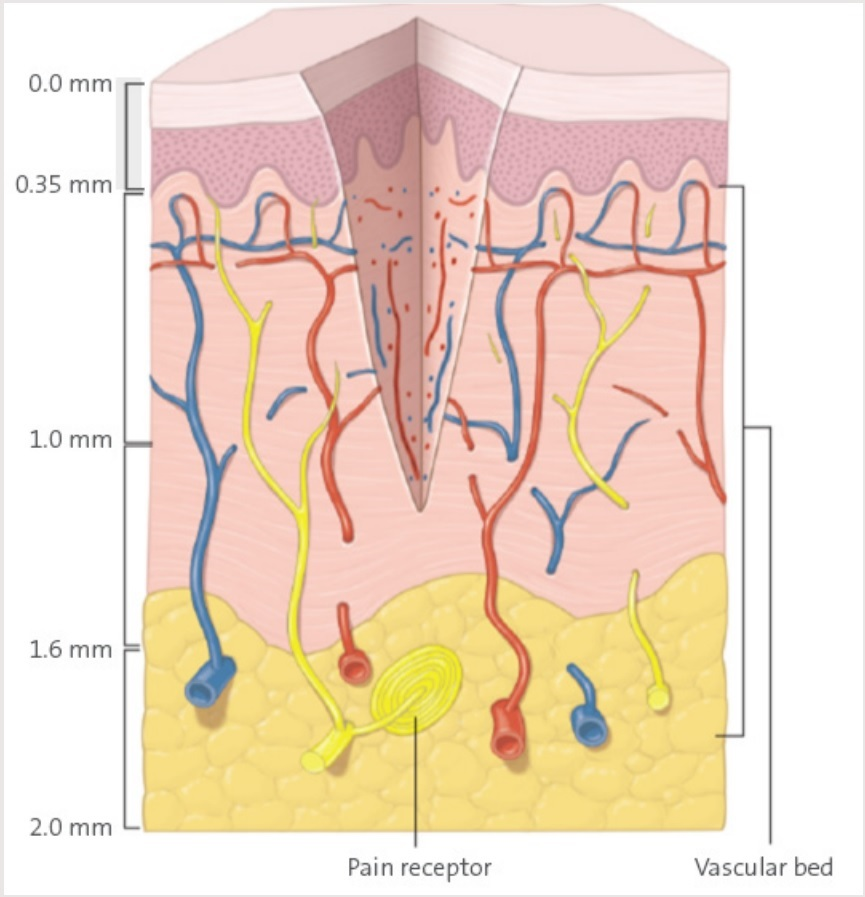 0.0 mm
0.35 mm
1.0 mm
1.6 mm
2.0 mm
Pain receptor
Vascular bed